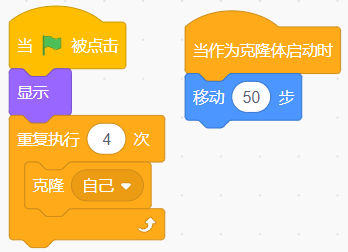 当 被点击
显示
重复执行 4 次
克隆 自己
当作为克隆体启动时
移动 50 步